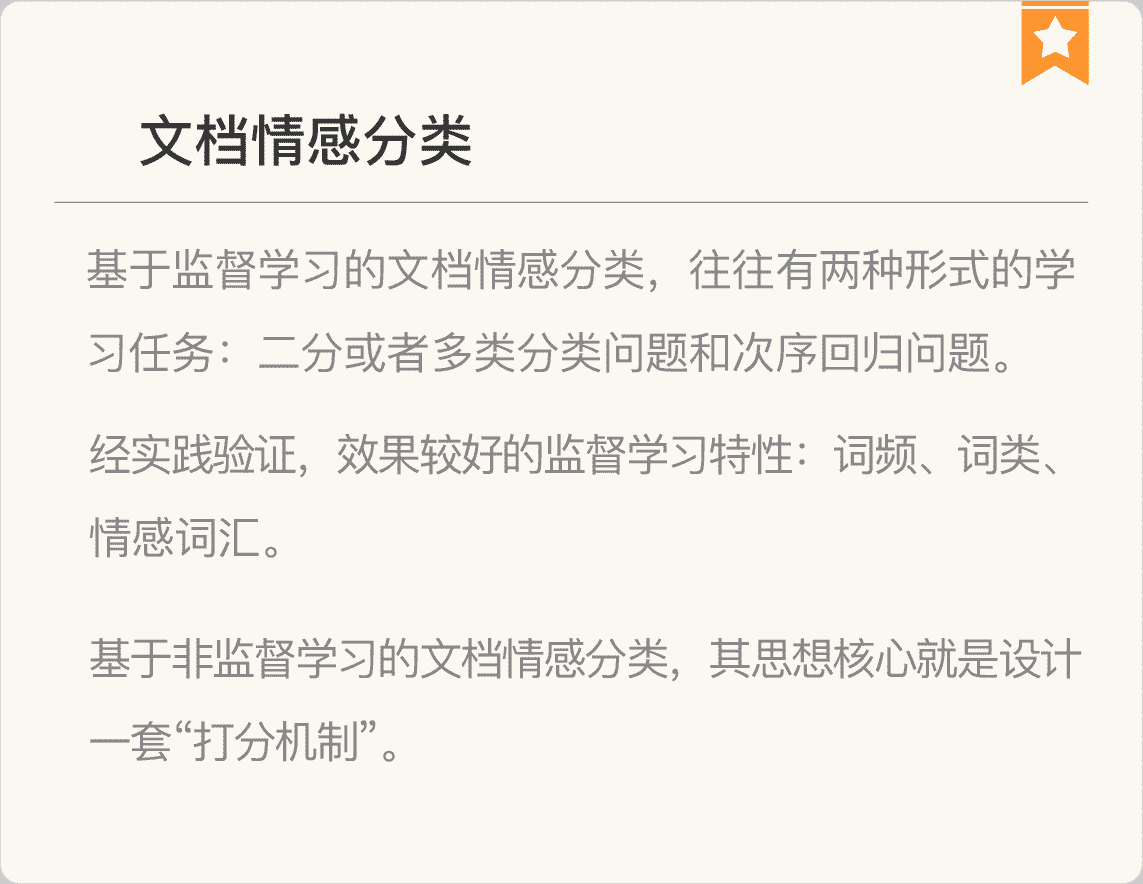 文档情感分类
基于监督学习的文档情感分类，往往有两种形式的学
习任务：二分或者多类分类问题和次序回归问题。
经实践验证，效果较好的监督学习特性：词频、词类、
情感词汇。
基于非监督学习的文档情感分类，其思想核心就是设计
一套“打分机制”。